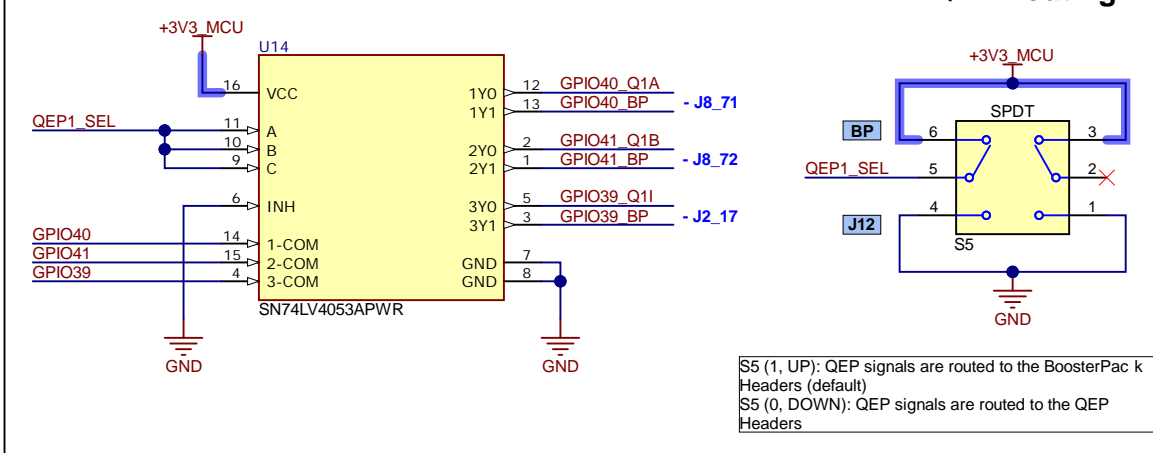 +3V3_MCU
U14
16 VCC
QEP1_SEL
11 A
10 B
9 C
6 INH
GPIO40 14 1-COM
GPIO41 15 2-COM
GPIO39 4 3-COM
1Y0 12 GPIO40_Q1A
1Y1 13 GPIO40_BP - J8_71
2Y0 2 GPIO41_Q1B
2Y1 1 GPIO41_BP - J8_72
3Y0 5 GPIO39_Q1I
3Y1 3 GPIO39_BP - J2_17
GND 7
GND 8
SN74LV4053APWR
GND
GND
+3V3_MCU
SPDT
BP
6 3
QEP1_SEL 5 2
J12
4 1
S5
GND
S5 (1, UP): QEP signals are routed to the BoosterPac k
Headers (default)
S5 (0, DOWN): QEP signals are routed to the QEP
Headers